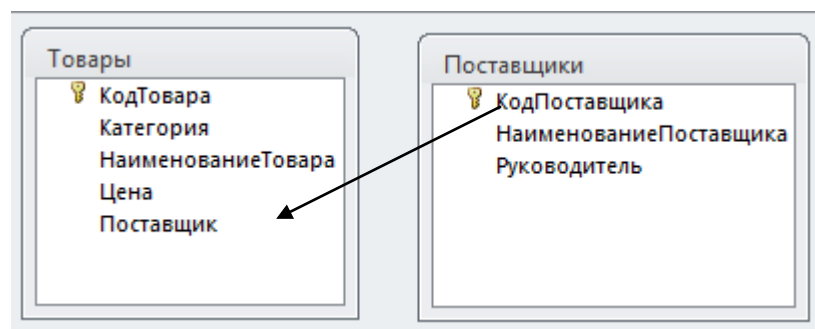 Товары
КодТовара
Категория
НаименованиеТовара
Цена
Поставщик
Поставщики
КодПоставщика
НаименованиеПоставщика
Руководитель